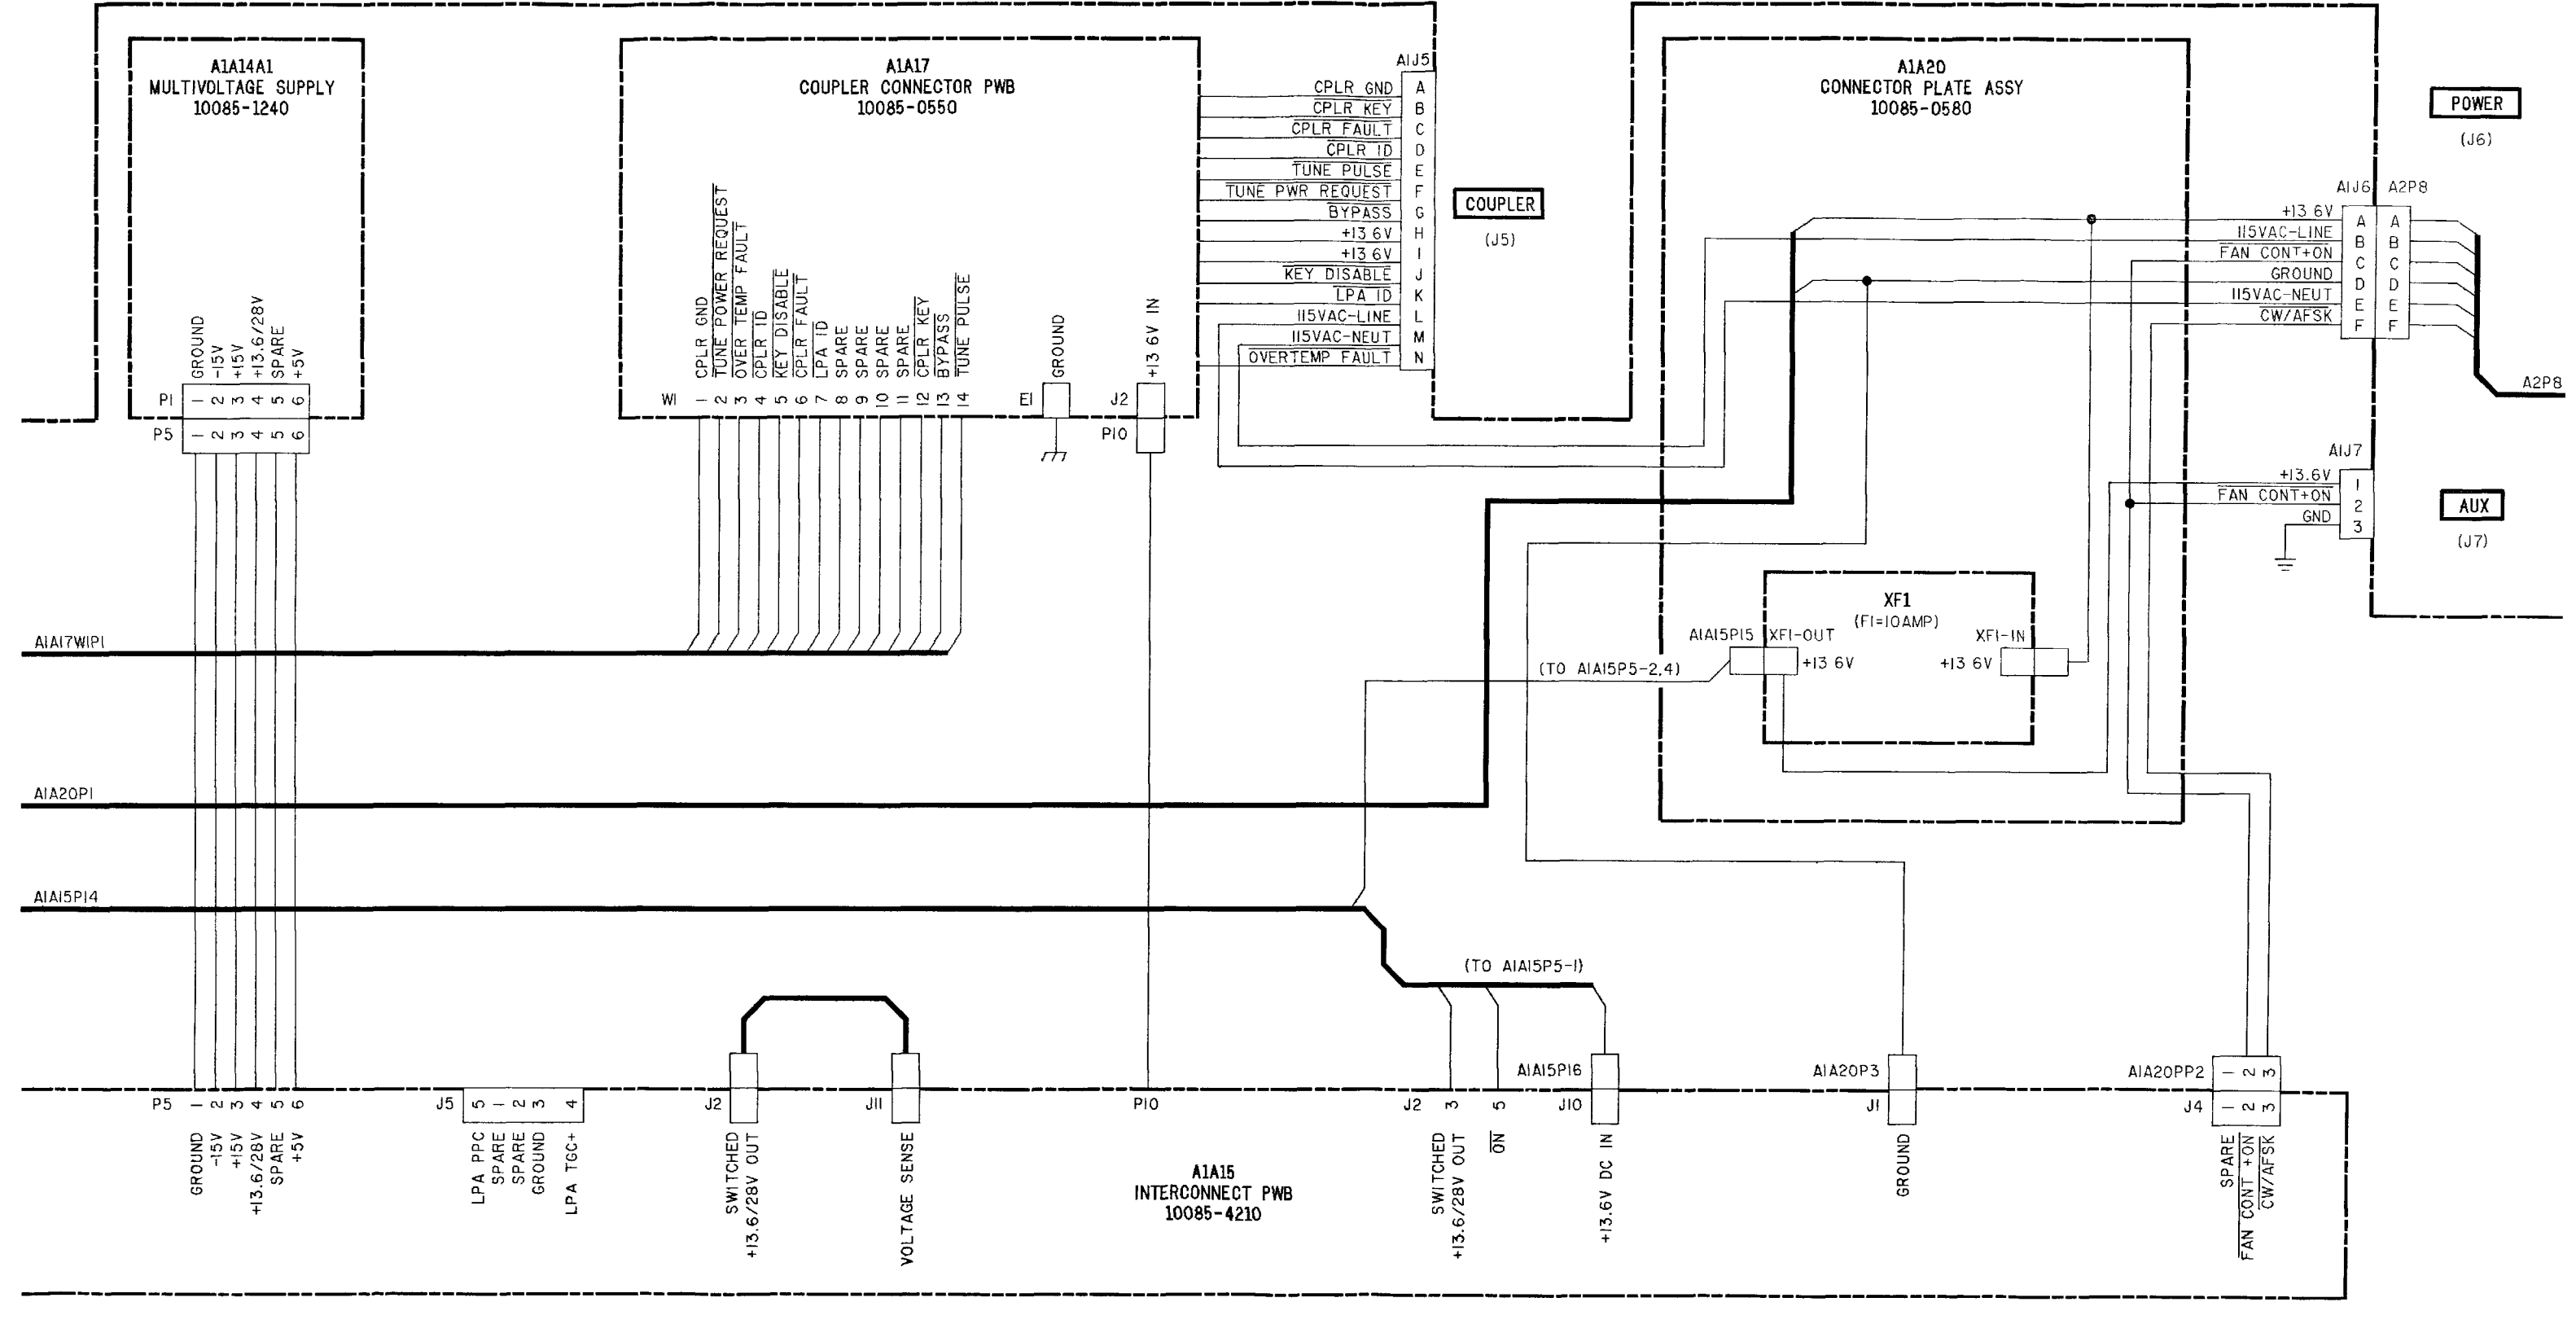 A1A14A1
MULTIVOLTAGE SUPPLY
10085-1240
GROUND
-15V
+15V
+13.6/28V
SPARE
+5V
P1
1 2 3 4 5 6
P5
1 2 3 4 5 6
A1A17
COUPLER CONNECTOR PWB
10085-0550
CPLR GND
TUNE POWER REQUEST
OVER TEMP FAULT
CPLR ID
KEY DISABLE
CPLR FAULT
LPA ID
SPARE
SPARE
SPARE
SPARE
CPLR KEY
BYPASS
TUNE PULSE
W1
1 2 3 4 5 6 7 8 9 10 11 12 13 14
GROUND
E1
+13 6V IN
J2
P10
A1J5
CPLR GND A
CPLR KEY B
CPLR FAULT C
CPLR ID D
TUNE PULSE E
TUNE PWR REQUEST F
BYPASS G
+13 6V H
+13 6V I
KEY DISABLE J
LPA ID K
115VAC-LINE L
115VAC-NEUT M
OVERTEMP FAULT N
COUPLER
(J5)
A1A20
CONNECTOR PLATE ASSY
10085-0580
POWER
(J6)
A1J6 A2P8
+13 6V A A
115VAC-LINE B B
FAN CONT+ON C C
GROUND D D
115VAC-NEUT E E
CW/AFSK F F
A2P8
A1J7
+13.6V 1
FAN CONT+ON 2
GND 3
AUX
(J7)
XF1
(F1=10AMP)
A1A15P15 XF1-OUT XF1-IN
+13 6V +13 6V
(TO A1A15P5-2,4)
A1A17W1P1
A1A20P1
A1A15P14
(TO A1A15P5-1)
A1A15P16
A1A20P3
A1A20PP2
1 2 3
P5
1 2 3 4 5 6
GROUND
-15V
+15V
+13.6/28V
SPARE
+5V
J5
5 1 2 3 4
LPA PPC
SPARE
SPARE
GROUND
LPA TGC+
J2
SWITCHED
+13.6/28V OUT
J11
VOLTAGE SENSE
P10
A1A15
INTERCONNECT PWB
10085-4210
J2
3 5
SWITCHED
+13.6/28V OUT
ON
J10
+13.6V DC IN
J1
GROUND
J4
1 2 3
SPARE
FAN CONT +ON
CW/AFSK